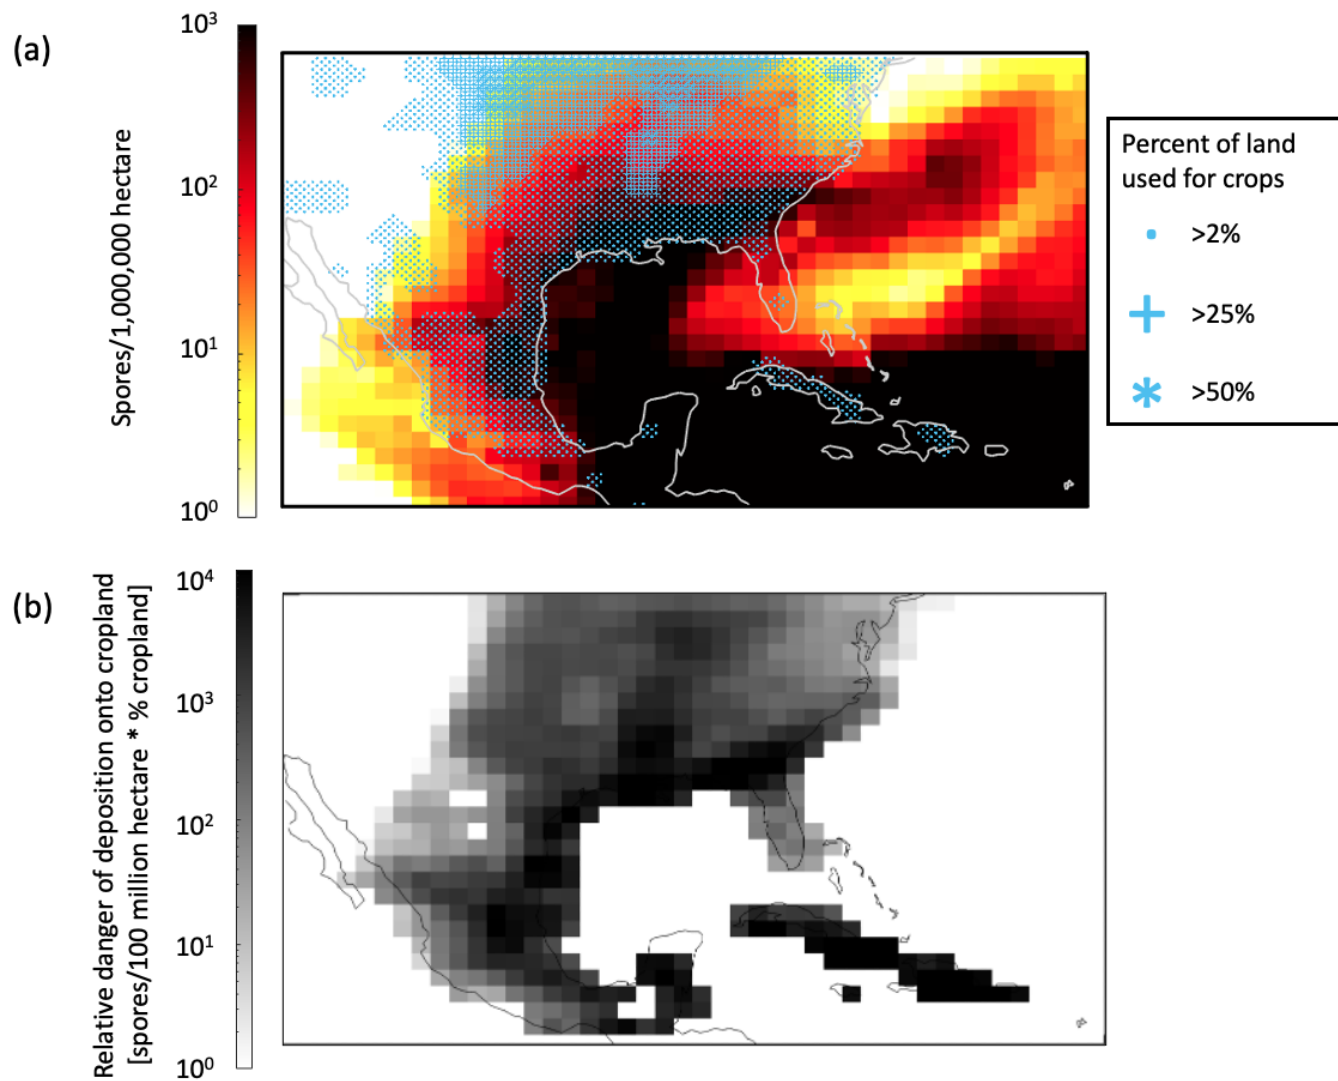 (a)
Spores/1,000,000 hectare
10³
10²
10¹
10⁰
Percent of land
used for crops
>2%
>25%
>50%
(b)
Relative danger of deposition onto cropland
[spores/100 million hectare * % cropland]
10⁴
10³
10²
10¹
10⁰